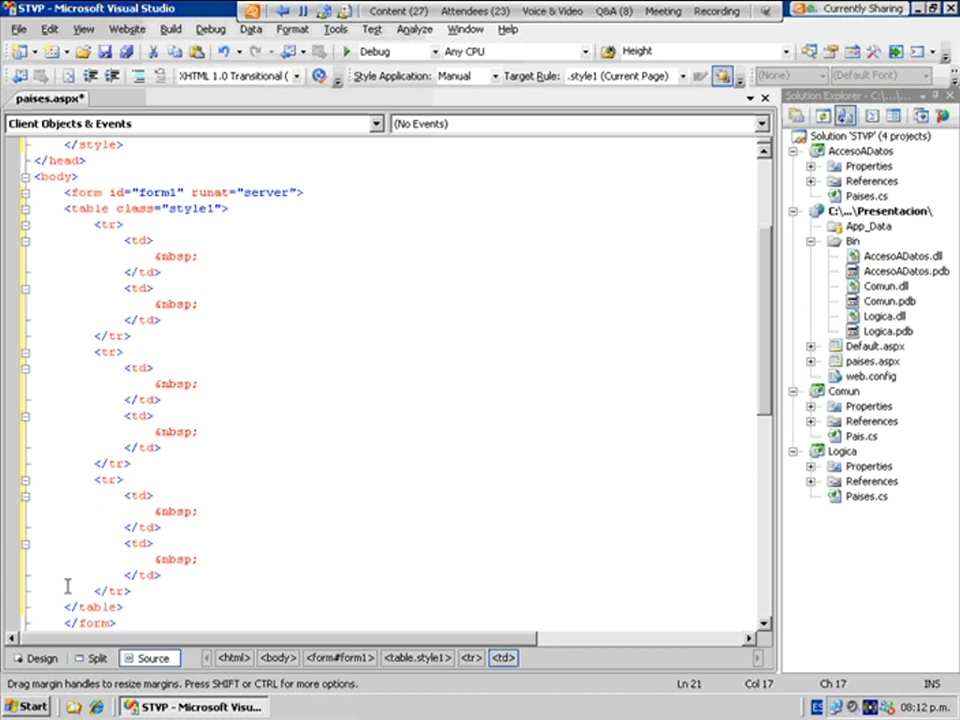 STVP - Microsoft Visual Studio
Content (27) Attendees (23) Voice & Video Q&A (8) Meeting Recording
Currently Sharing
File Edit View Website Build Debug Data Format Tools Test Analyze Window Help
Debug Any CPU Height
XHTML 1.0 Transitional ( Style Application: Manual Target Rule: .style1 (Current Page) (None) (Default Font)
paises.aspx*
Client Objects & Events (No Events)
</style>
</head>
<body>
<form id="form1" runat="server">
<table class="style1">
<tr>
<td>
&nbsp;
</td>
<td>
&nbsp;
</td>
</tr>
<tr>
<td>
&nbsp;
</td>
<td>
&nbsp;
</td>
</tr>
<tr>
<td>
&nbsp;
</td>
<td>
&nbsp;
</td>
</tr>
</table>
</form>
Design Split Source <html> <body> <form#form1> <table.style1> <tr> <td>
Drag margin handles to resize margins. Press SHIFT or CTRL for more options. Ln 21 Col 17 Ch 17 INS
Solution Explorer - C:\...\
Solution 'STVP' (4 projects)
AccesoADatos
Properties
References
Paises.cs
C:\...\Presentacion\
App_Data
Bin
AccesoADatos.dll
AccesoADatos.pdb
Comun.dll
Comun.pdb
Logica.dll
Logica.pdb
Default.aspx
paises.aspx
web.config
Comun
Properties
References
Pais.cs
Logica
Properties
References
Paises.cs
Start STVP - Microsoft Visu... ES 08:12 p.m.